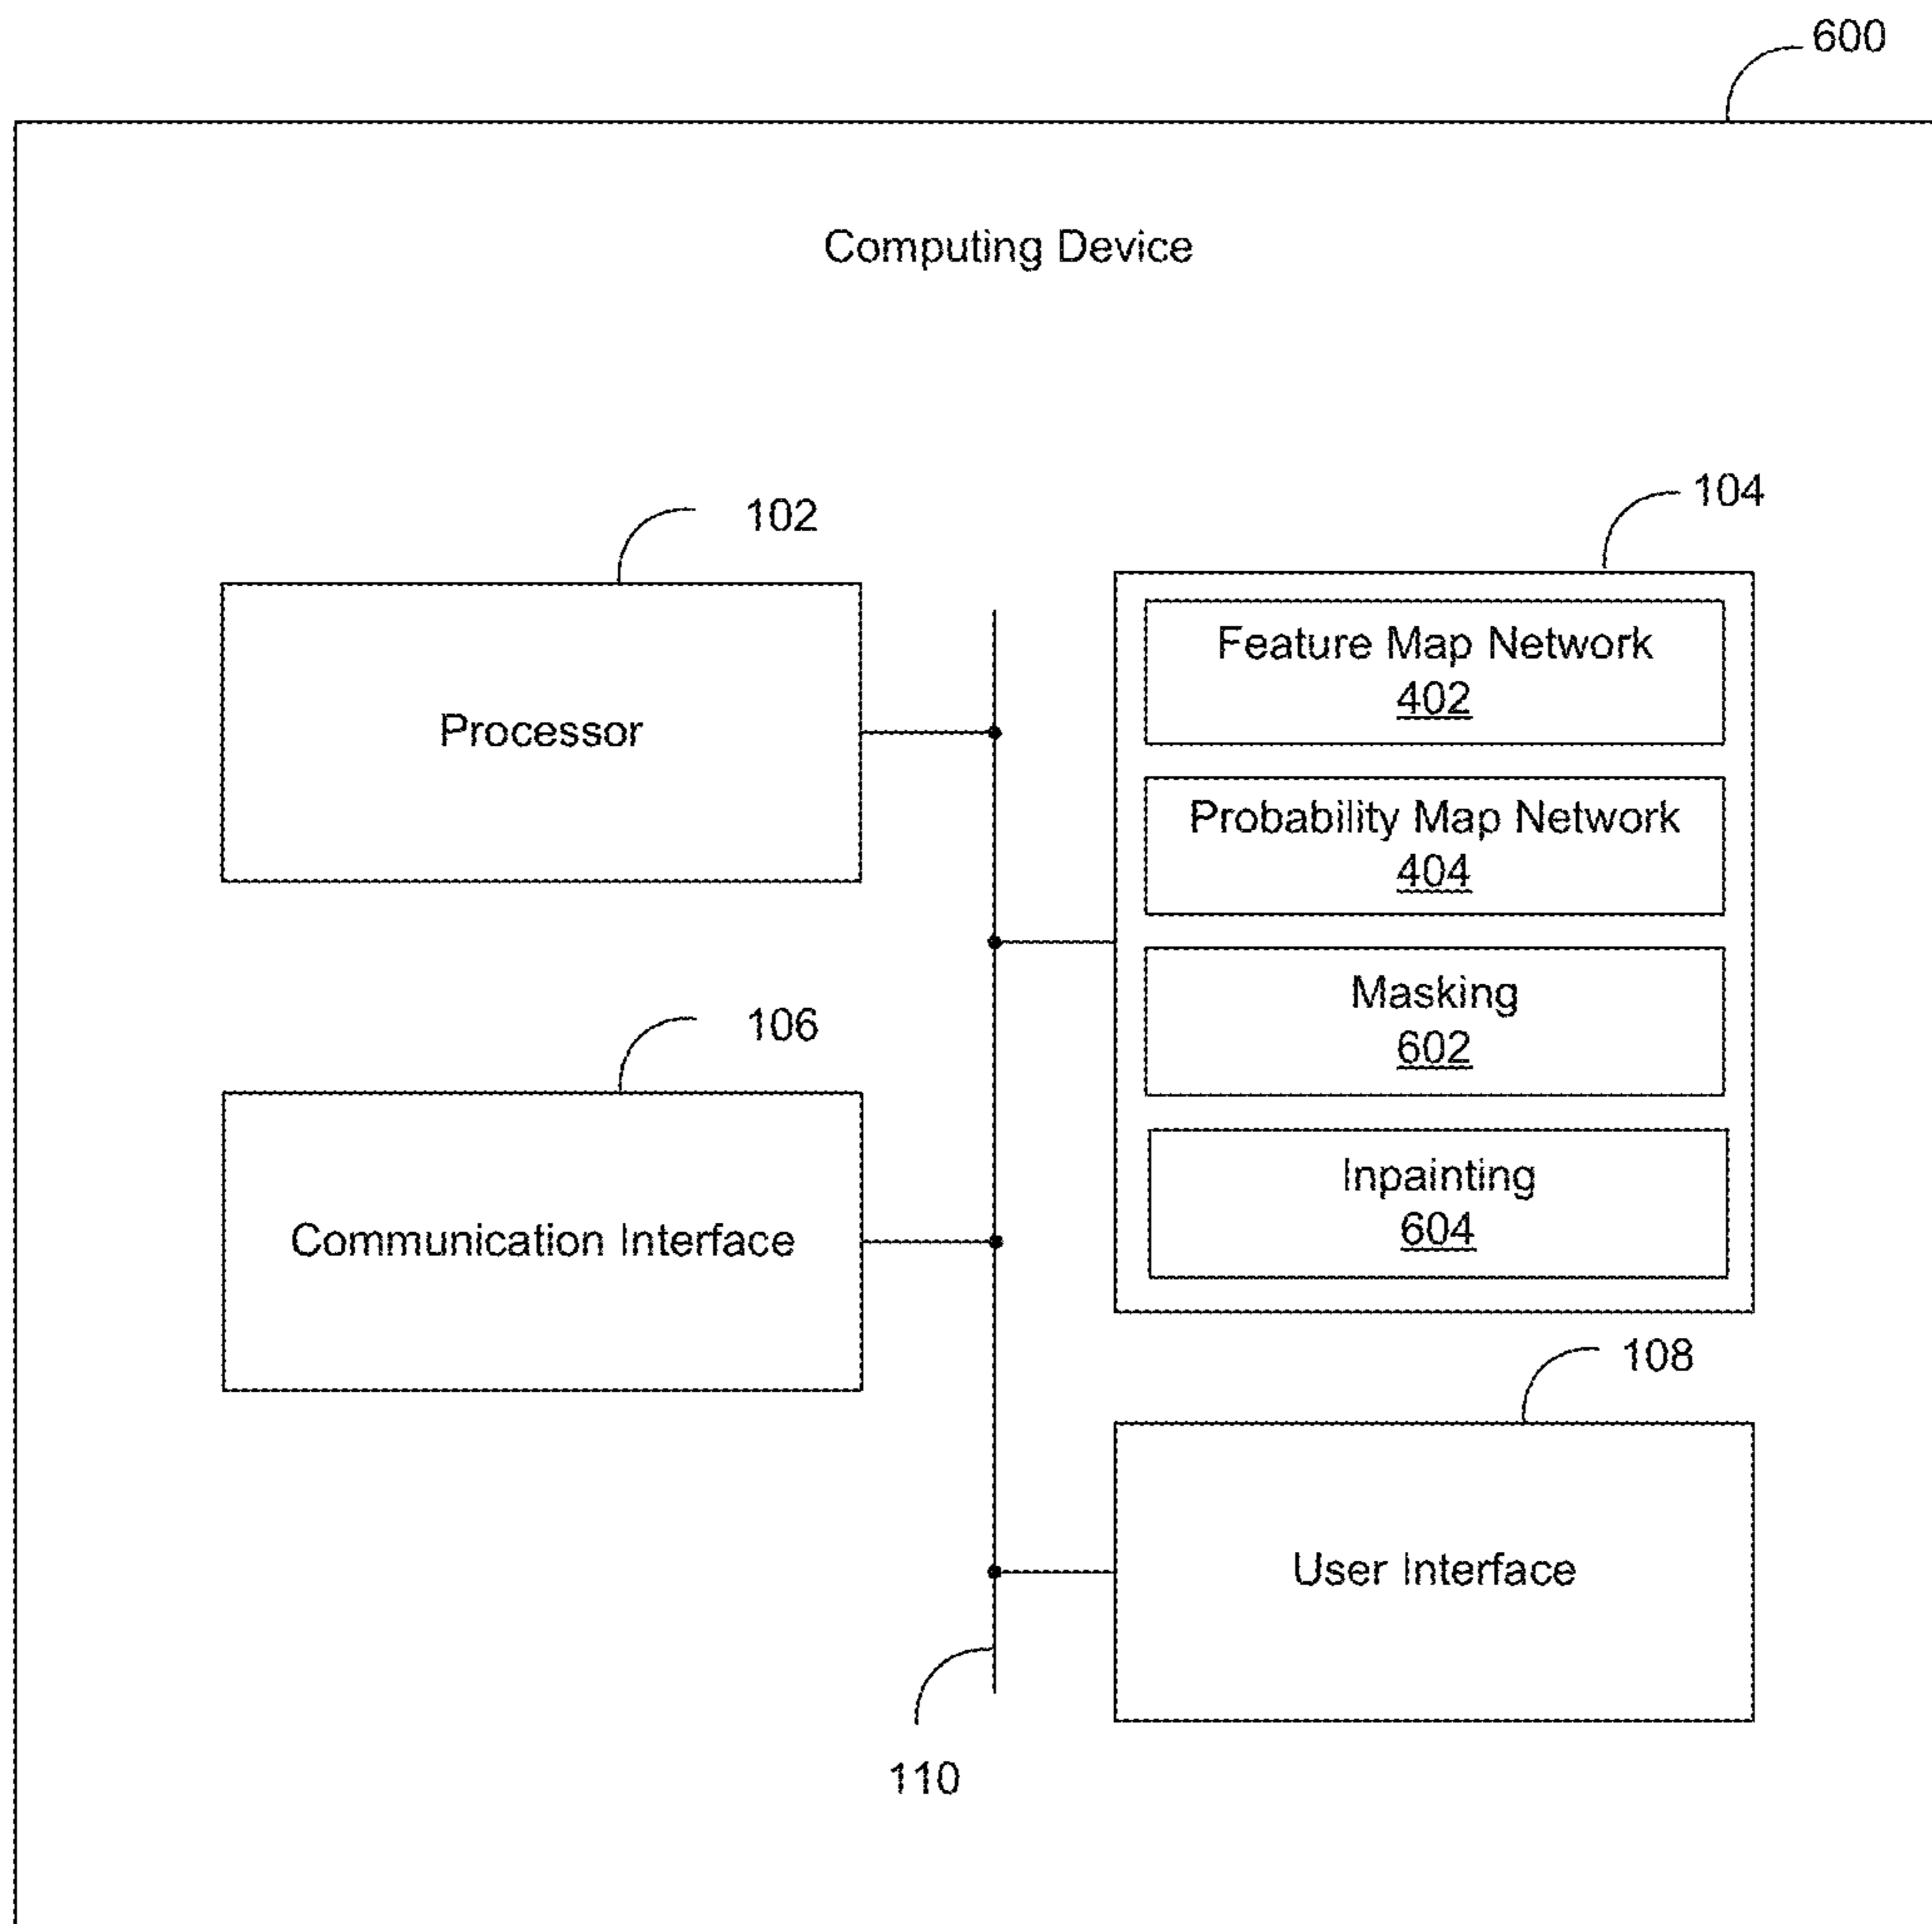 600
Computing Device
102
104
Processor
Feature Map Network
402
Probability Map Network
404
Masking
602
Inpainting
604
106
Communication Interface
108
User Interface
110